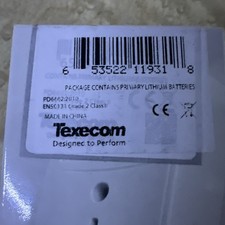 6 53522 11931 8
PACKAGE CONTAINS PRIMARY LITHIUM BATTERIES
PD6662:2010
EN50131 Grade 2 Class II
MADE IN CHINA
Texecom
Designed to Perform